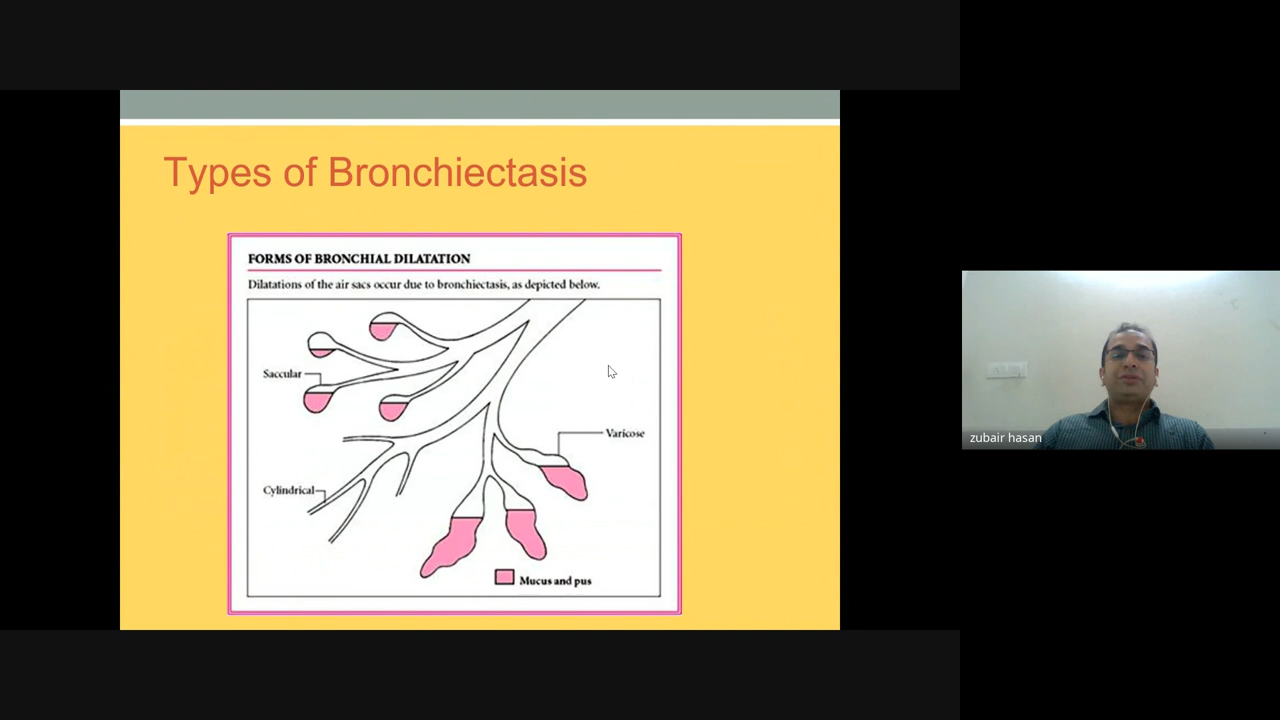 Types of Bronchiectasis
FORMS OF BRONCHIAL DILATATION
Dilatations of the air sacs occur due to bronchiectasis, as depicted below.
Saccular
Varicose
Cylindrical
Mucus and pus
zubair hasan